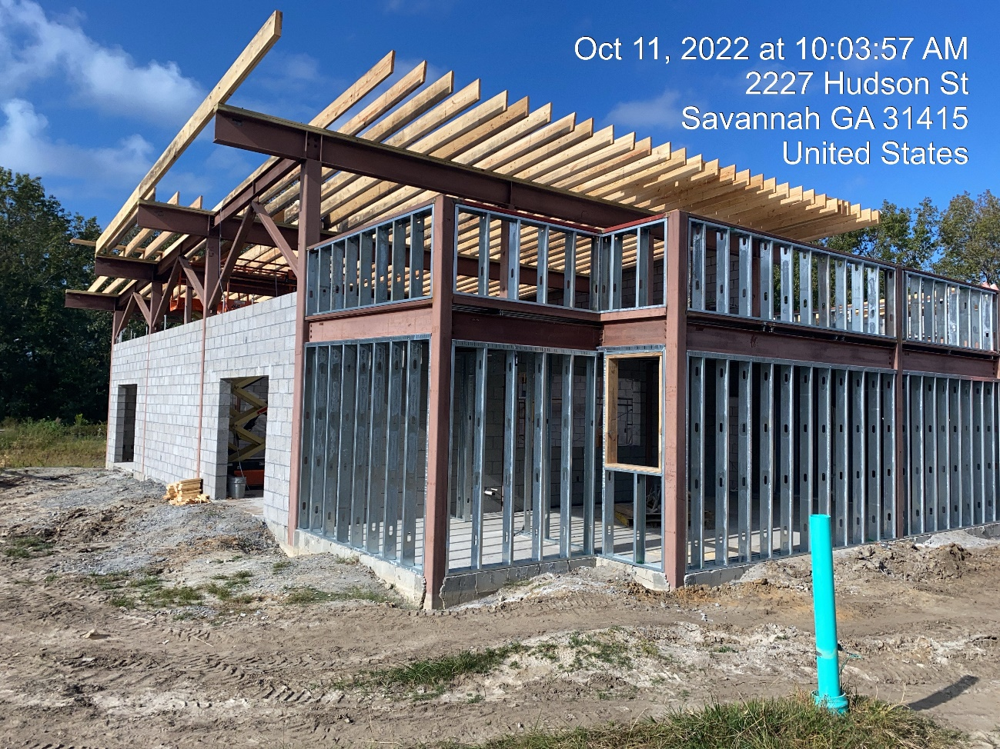 Oct 11, 2022 at 10:03:57 AM
2227 Hudson St
Savannah GA 31415
United States